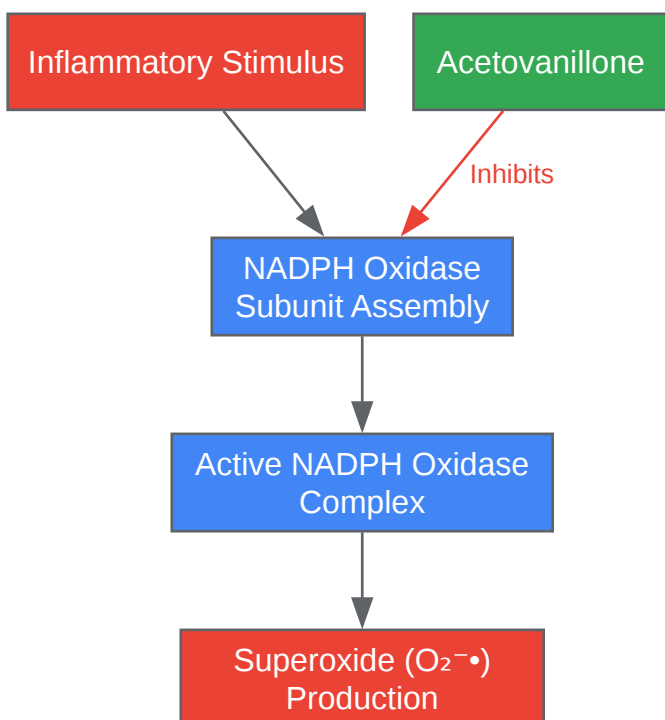 Inflammatory Stimulus
Acetovanillone
Inhibits
NADPH Oxidase
Subunit Assembly
Active NADPH Oxidase
Complex
Superoxide (O₂⁻•)
Production